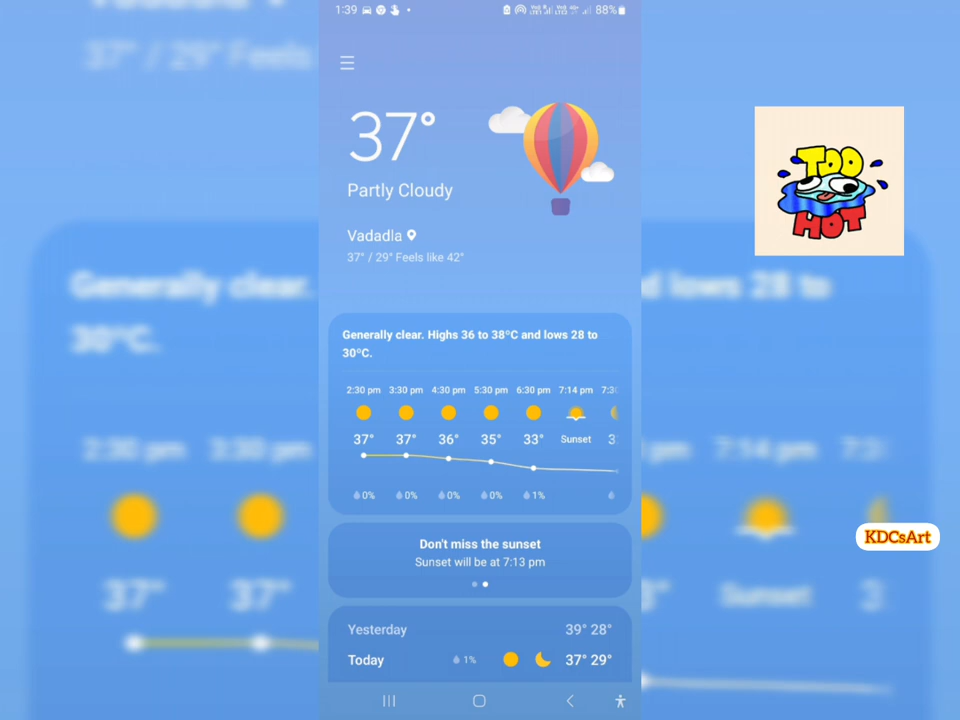 1:39
88%
37°
Partly Cloudy
Vadadla
37° / 29° Feels like 42°
TOO
HOT
Generally clear. Highs 36 to 38°C and lows 28 to
30°C.
2:30 pm 3:30 pm 4:30 pm 5:30 pm 6:30 pm 7:14 pm
37° 37° 36° 35° 33° Sunset
0% 0% 0% 0% 1%
KDCsArt
Don't miss the sunset
Sunset will be at 7:13 pm
Yesterday 39° 28°
Today 1% 37° 29°